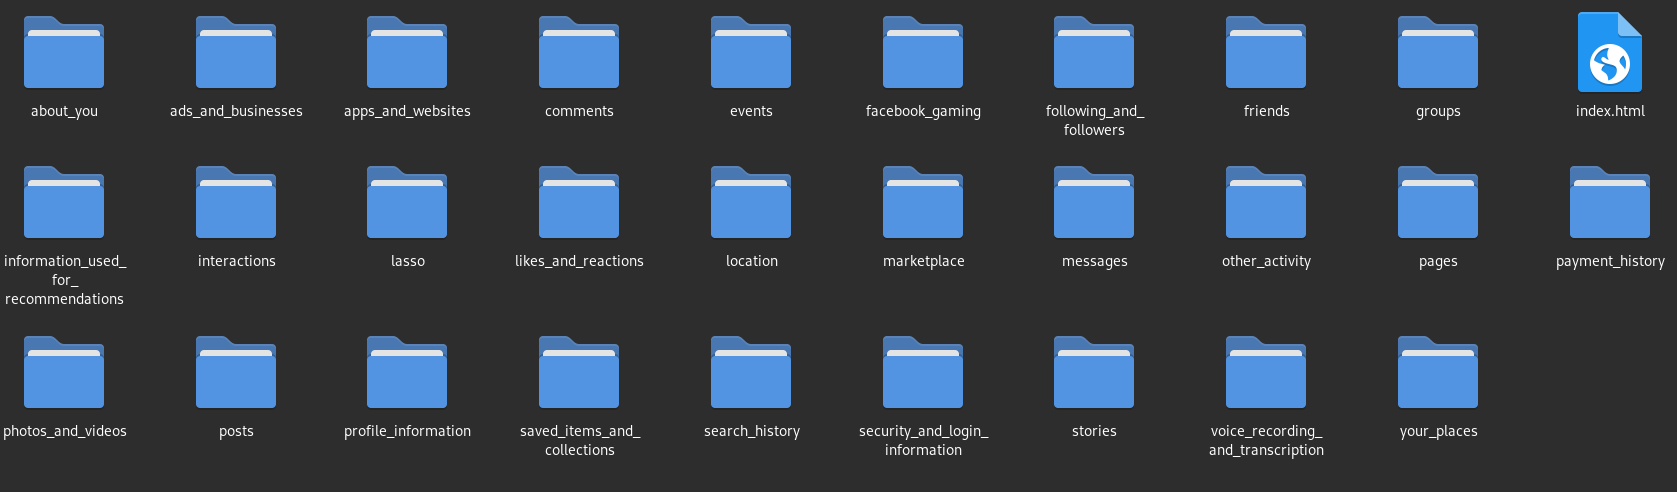 about_you
ads_and_businesses
apps_and_websites
comments
events
facebook_gaming
following_and_
followers
friends
groups
index.html
information_used_
for_
recommendations
interactions
lasso
likes_and_reactions
location
marketplace
messages
other_activity
pages
payment_history
photos_and_videos
posts
profile_information
saved_items_and_
collections
search_history
security_and_login_
information
stories
voice_recording_
and_transcription
your_places